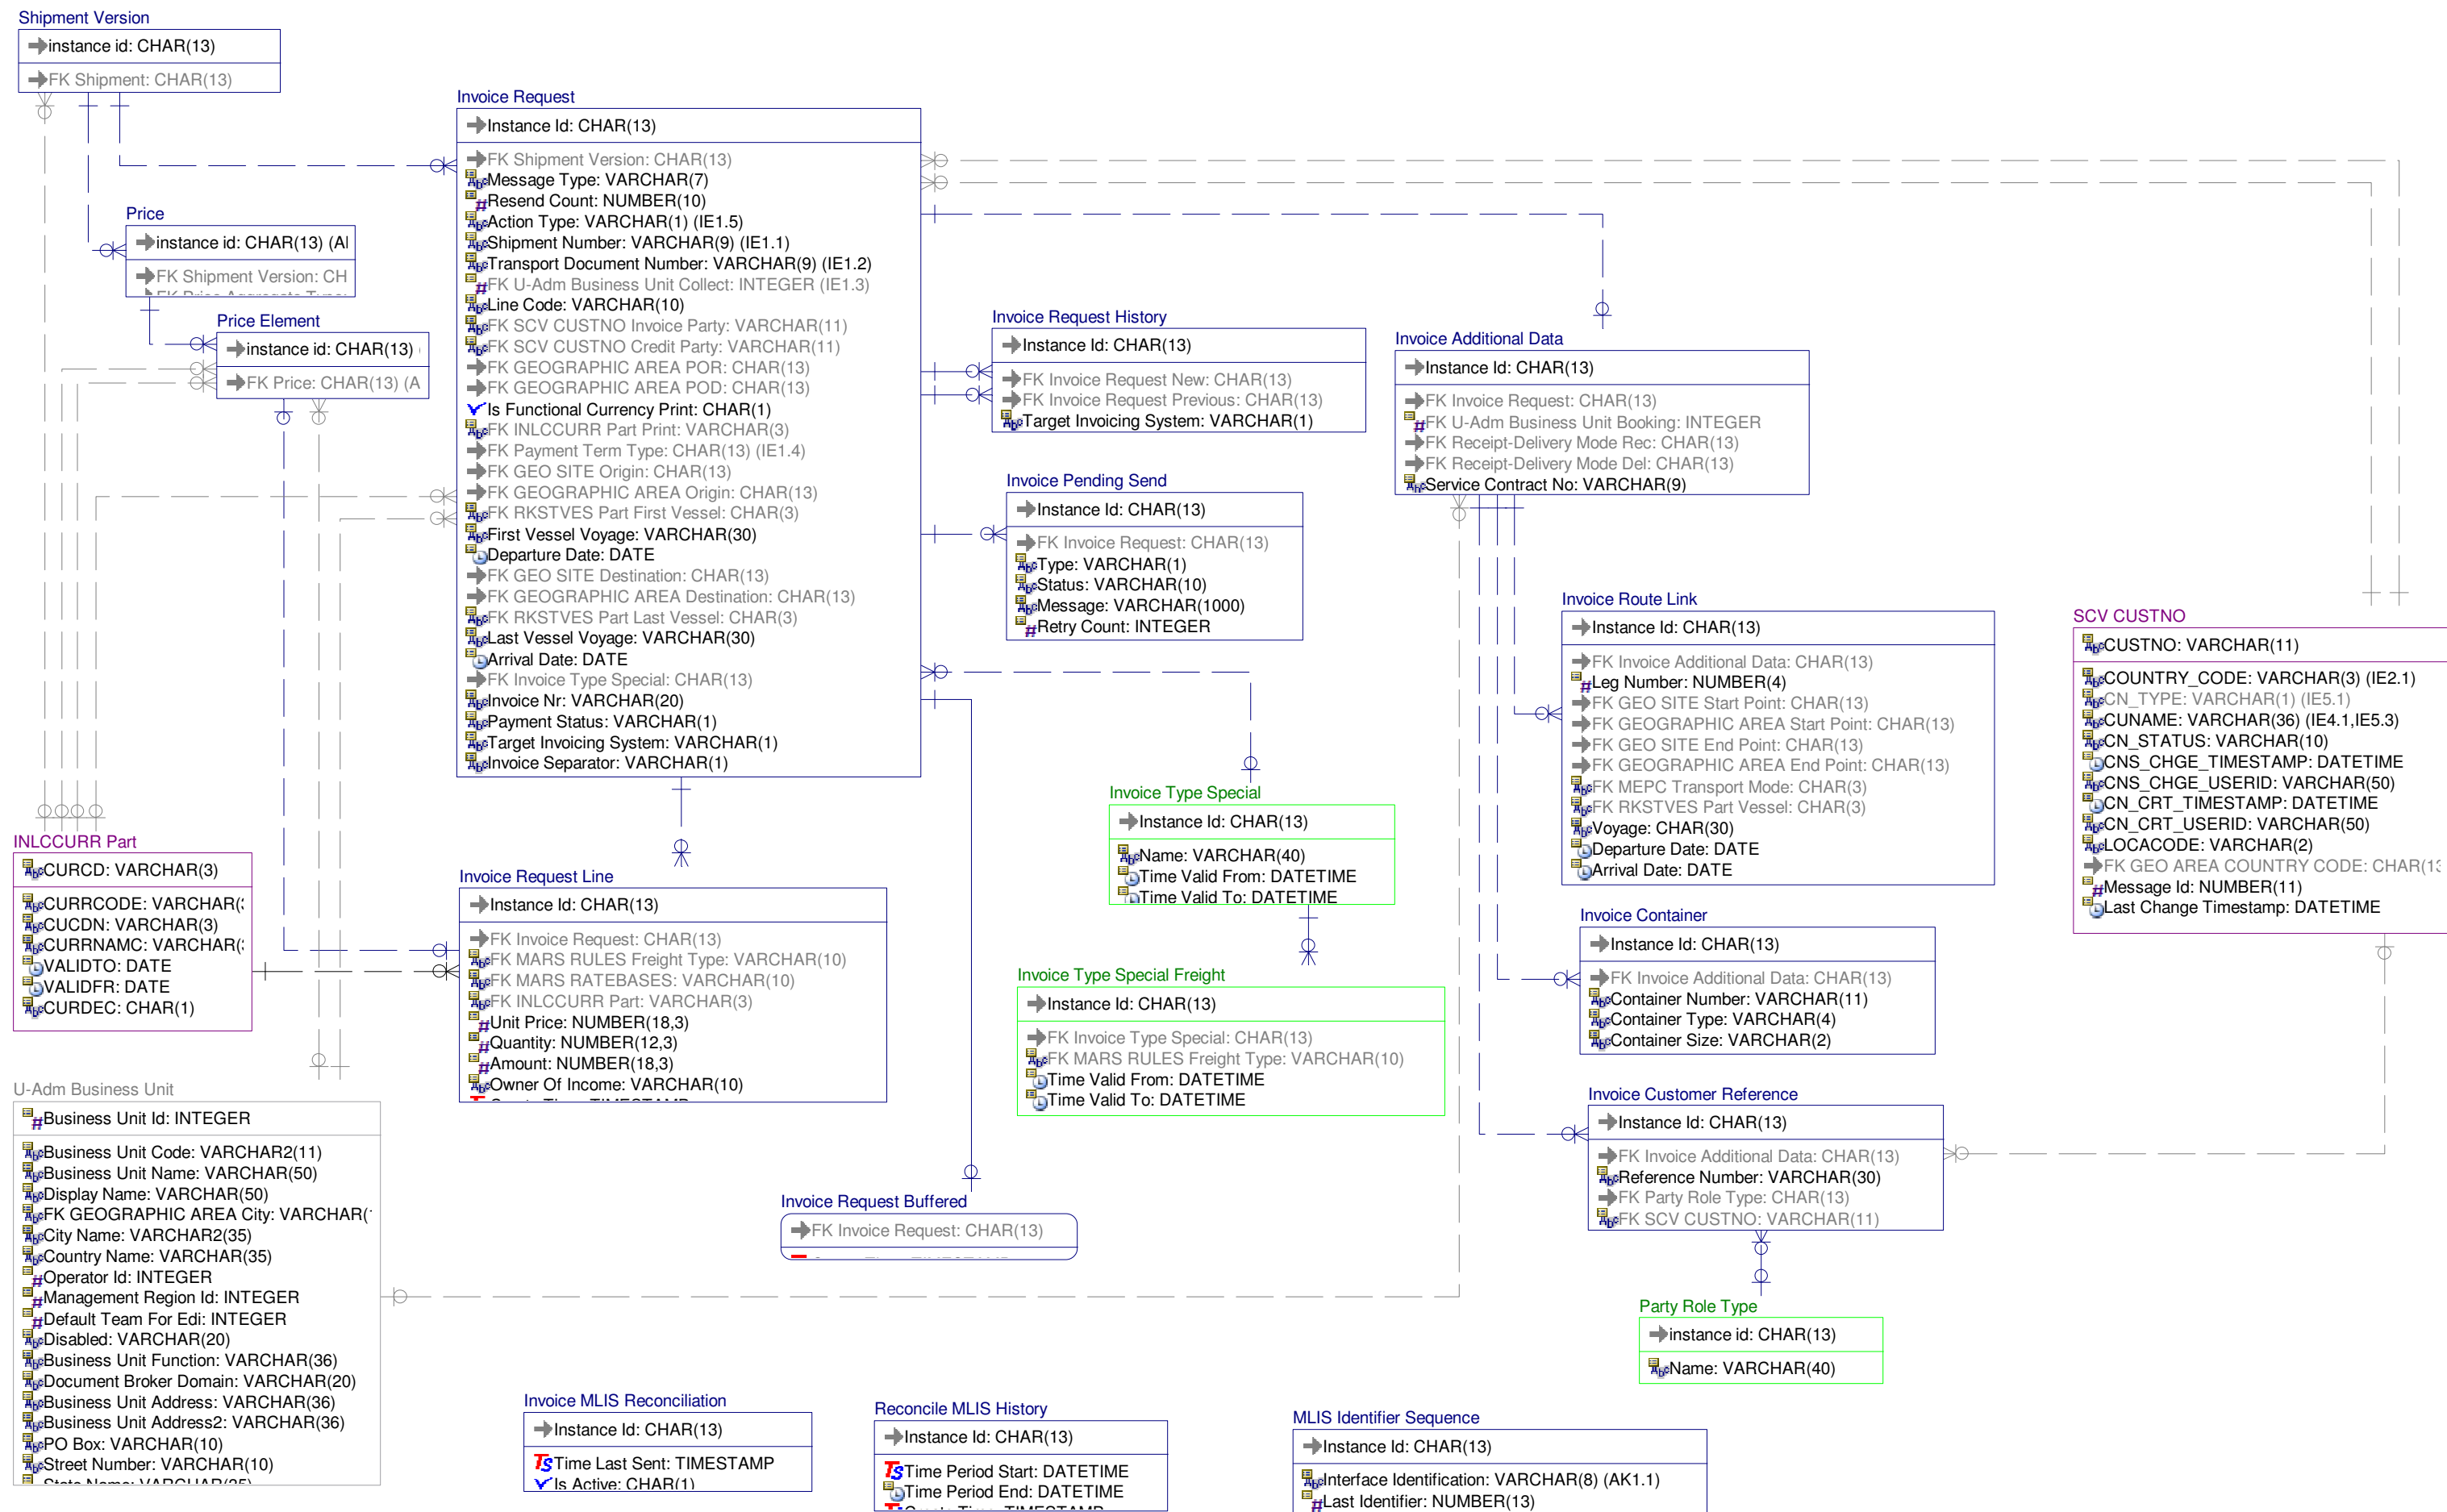 Shipment Version
instance id: CHAR(13)
FK Shipment: CHAR(13)
Invoice Request
Instance Id: CHAR(13)
FK Shipment Version: CHAR(13)
Message Type: VARCHAR(7)
Resend Count: NUMBER(10)
Action Type: VARCHAR(1) (IE1.5)
Shipment Number: VARCHAR(9) (IE1.1)
Transport Document Number: VARCHAR(9) (IE1.2)
FK U-Adm Business Unit Collect: INTEGER (IE1.3)
Line Code: VARCHAR(10)
FK SCV CUSTNO Invoice Party: VARCHAR(11)
FK SCV CUSTNO Credit Party: VARCHAR(11)
FK GEOGRAPHIC AREA POR: CHAR(13)
FK GEOGRAPHIC AREA POD: CHAR(13)
Is Functional Currency Print: CHAR(1)
FK INLCCURR Part Print: VARCHAR(3)
FK Payment Term Type: CHAR(13) (IE1.4)
FK GEO SITE Origin: CHAR(13)
FK GEOGRAPHIC AREA Origin: CHAR(13)
FK RKSTVES Part First Vessel: CHAR(3)
First Vessel Voyage: VARCHAR(30)
Departure Date: DATE
FK GEO SITE Destination: CHAR(13)
FK GEOGRAPHIC AREA Destination: CHAR(13)
FK RKSTVES Part Last Vessel: CHAR(3)
Last Vessel Voyage: VARCHAR(30)
Arrival Date: DATE
FK Invoice Type Special: CHAR(13)
Invoice Nr: VARCHAR(20)
Payment Status: VARCHAR(1)
Target Invoicing System: VARCHAR(1)
Invoice Separator: VARCHAR(1)
Price
instance id: CHAR(13) (A
FK Shipment Version: CH
FK Price Aggregate Type:
Price Element
instance id: CHAR(13)
FK Price: CHAR(13) (A
Invoice Request History
Instance Id: CHAR(13)
FK Invoice Request New: CHAR(13)
FK Invoice Request Previous: CHAR(13)
Target Invoicing System: VARCHAR(1)
Invoice Additional Data
Instance Id: CHAR(13)
FK Invoice Request: CHAR(13)
FK U-Adm Business Unit Booking: INTEGER
FK Receipt-Delivery Mode Rec: CHAR(13)
FK Receipt-Delivery Mode Del: CHAR(13)
Service Contract No: VARCHAR(9)
Invoice Pending Send
Instance Id: CHAR(13)
FK Invoice Request: CHAR(13)
Type: VARCHAR(1)
Status: VARCHAR(10)
Message: VARCHAR(1000)
Retry Count: INTEGER
Invoice Route Link
Instance Id: CHAR(13)
FK Invoice Additional Data: CHAR(13)
Leg Number: NUMBER(4)
FK GEO SITE Start Point: CHAR(13)
FK GEOGRAPHIC AREA Start Point: CHAR(13)
FK GEO SITE End Point: CHAR(13)
FK GEOGRAPHIC AREA End Point: CHAR(13)
FK MEPC Transport Mode: CHAR(3)
FK RKSTVES Part Vessel: CHAR(3)
Voyage: CHAR(30)
Departure Date: DATE
Arrival Date: DATE
SCV CUSTNO
CUSTNO: VARCHAR(11)
COUNTRY_CODE: VARCHAR(3) (IE2.1)
CN_TYPE: VARCHAR(1) (IE5.1)
CUNAME: VARCHAR(36) (IE4.1,IE5.3)
CN_STATUS: VARCHAR(10)
CNS_CHGE_TIMESTAMP: DATETIME
CNS_CHGE_USERID: VARCHAR(50)
CN_CRT_TIMESTAMP: DATETIME
CN_CRT_USERID: VARCHAR(50)
LOCACODE: VARCHAR(2)
FK GEO AREA COUNTRY CODE: CHAR(13
Message Id: NUMBER(11)
Last Change Timestamp: DATETIME
Invoice Type Special
Instance Id: CHAR(13)
Name: VARCHAR(40)
Time Valid From: DATETIME
Time Valid To: DATETIME
INLCCURR Part
CURCD: VARCHAR(3)
CURRCODE: VARCHAR(
CUCDN: VARCHAR(3)
CURRNAMC: VARCHAR(
VALIDTO: DATE
VALIDFR: DATE
CURDEC: CHAR(1)
Invoice Request Line
Instance Id: CHAR(13)
FK Invoice Request: CHAR(13)
FK MARS RULES Freight Type: VARCHAR(10)
FK MARS RATEBASES: VARCHAR(10)
FK INLCCURR Part: VARCHAR(3)
Unit Price: NUMBER(18,3)
Quantity: NUMBER(12,3)
Amount: NUMBER(18,3)
Owner Of Income: VARCHAR(10)
Invoice Type Special Freight
Instance Id: CHAR(13)
FK Invoice Type Special: CHAR(13)
FK MARS RULES Freight Type: VARCHAR(10)
Time Valid From: DATETIME
Time Valid To: DATETIME
Invoice Container
Instance Id: CHAR(13)
FK Invoice Additional Data: CHAR(13)
Container Number: VARCHAR(11)
Container Type: VARCHAR(4)
Container Size: VARCHAR(2)
U-Adm Business Unit
Business Unit Id: INTEGER
Business Unit Code: VARCHAR2(11)
Business Unit Name: VARCHAR(50)
Display Name: VARCHAR(50)
FK GEOGRAPHIC AREA City: VARCHAR(
City Name: VARCHAR2(35)
Country Name: VARCHAR(35)
Operator Id: INTEGER
Management Region Id: INTEGER
Default Team For Edi: INTEGER
Disabled: VARCHAR(20)
Business Unit Function: VARCHAR(36)
Document Broker Domain: VARCHAR(20)
Business Unit Address: VARCHAR(36)
Business Unit Address2: VARCHAR(36)
PO Box: VARCHAR(10)
Street Number: VARCHAR(10)
State Name: VARCHAR(35)
Invoice Customer Reference
Instance Id: CHAR(13)
FK Invoice Additional Data: CHAR(13)
Reference Number: VARCHAR(30)
FK Party Role Type: CHAR(13)
FK SCV CUSTNO: VARCHAR(11)
Invoice Request Buffered
FK Invoice Request: CHAR(13)
Party Role Type
instance id: CHAR(13)
Name: VARCHAR(40)
Invoice MLIS Reconciliation
Instance Id: CHAR(13)
Time Last Sent: TIMESTAMP
Is Active: CHAR(1)
Reconcile MLIS History
Instance Id: CHAR(13)
Time Period Start: DATETIME
Time Period End: DATETIME
MLIS Identifier Sequence
Instance Id: CHAR(13)
Interface Identification: VARCHAR(8) (AK1.1)
Last Identifier: NUMBER(13)